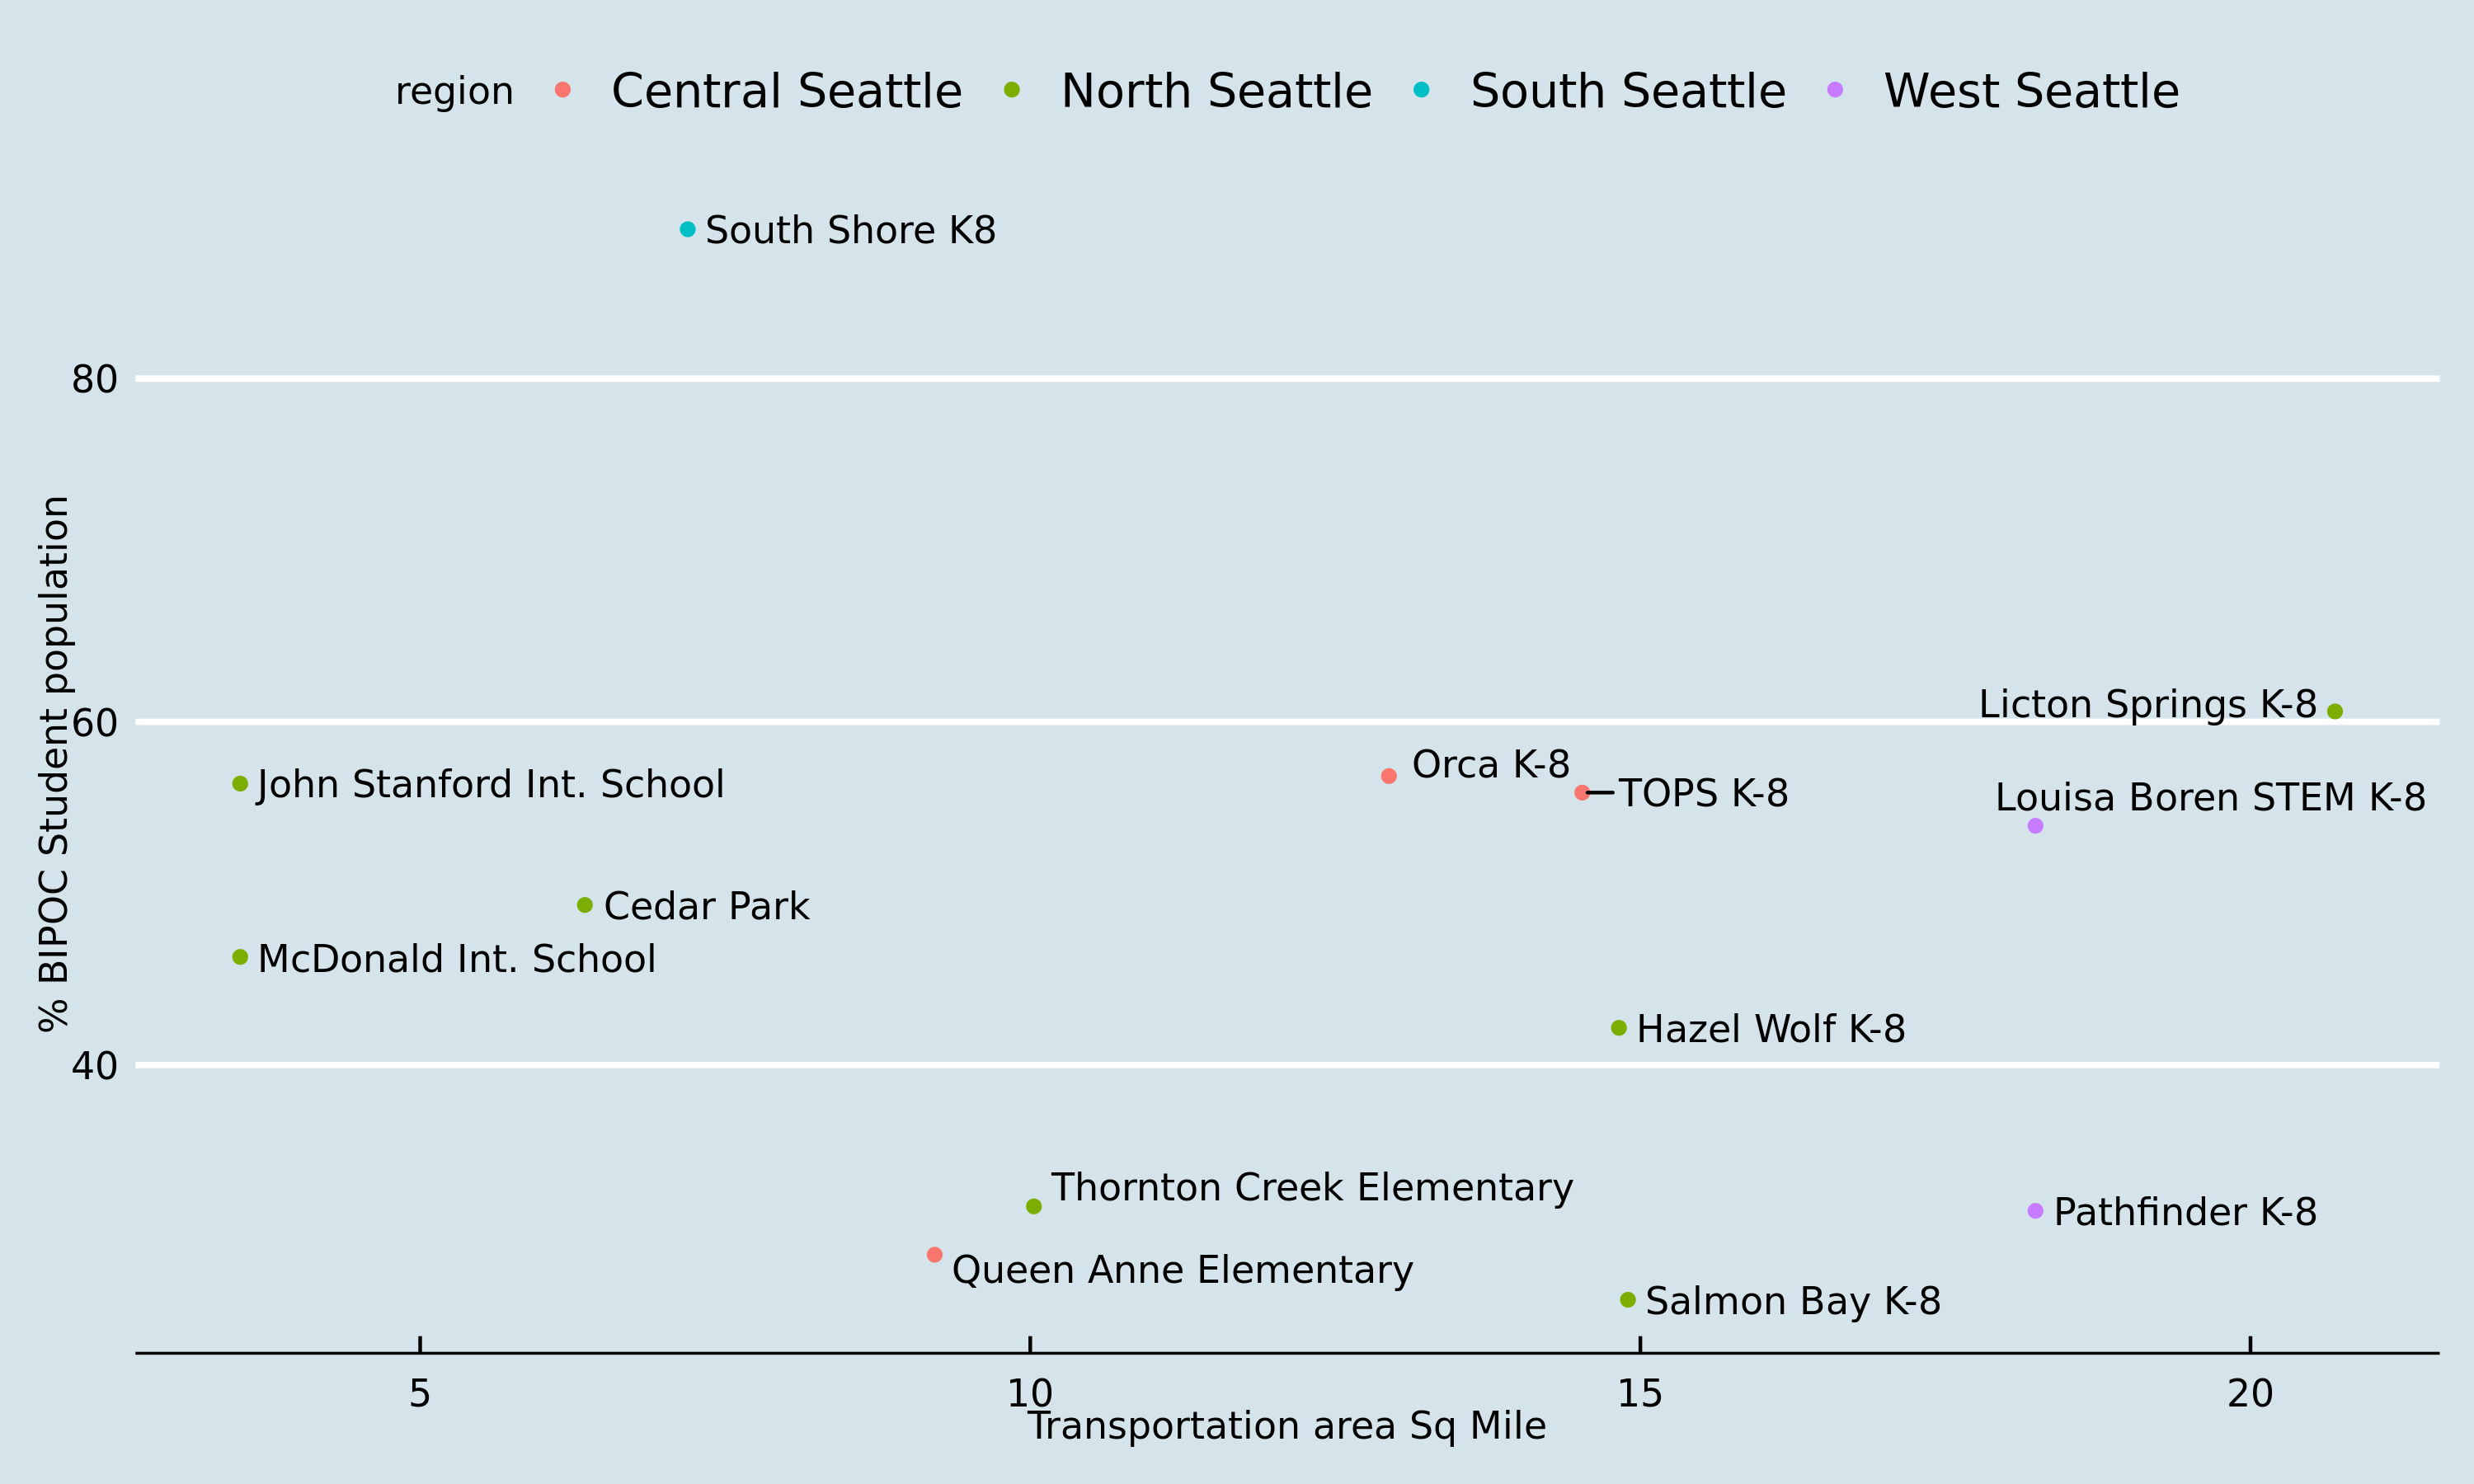 region Central Seattle North Seattle South Seattle West Seattle
South Shore K8
80
% BIPOC Student population
Licton Springs K-8
60
Orca K-8
John Stanford Int. School
TOPS K-8
Louisa Boren STEM K-8
Cedar Park
McDonald Int. School
Hazel Wolf K-8
40
Thornton Creek Elementary
Pathfinder K-8
Queen Anne Elementary
Salmon Bay K-8
5 10 15 20
Transportation area Sq Mile